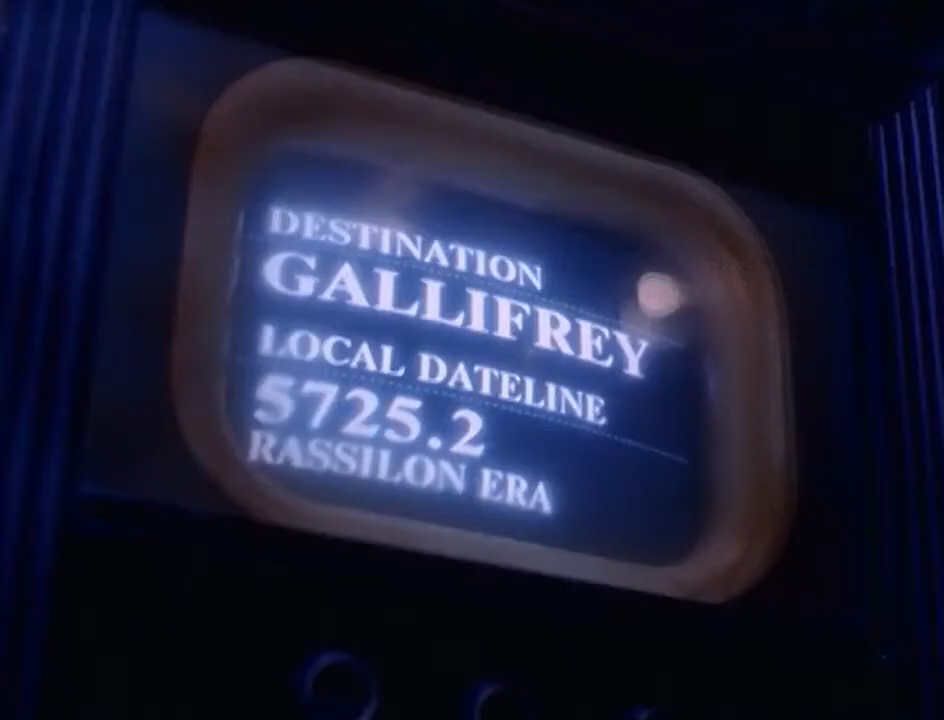 DESTINATION
GALLIFREY
LOCAL DATELINE
5725.2
RASSILON ERA